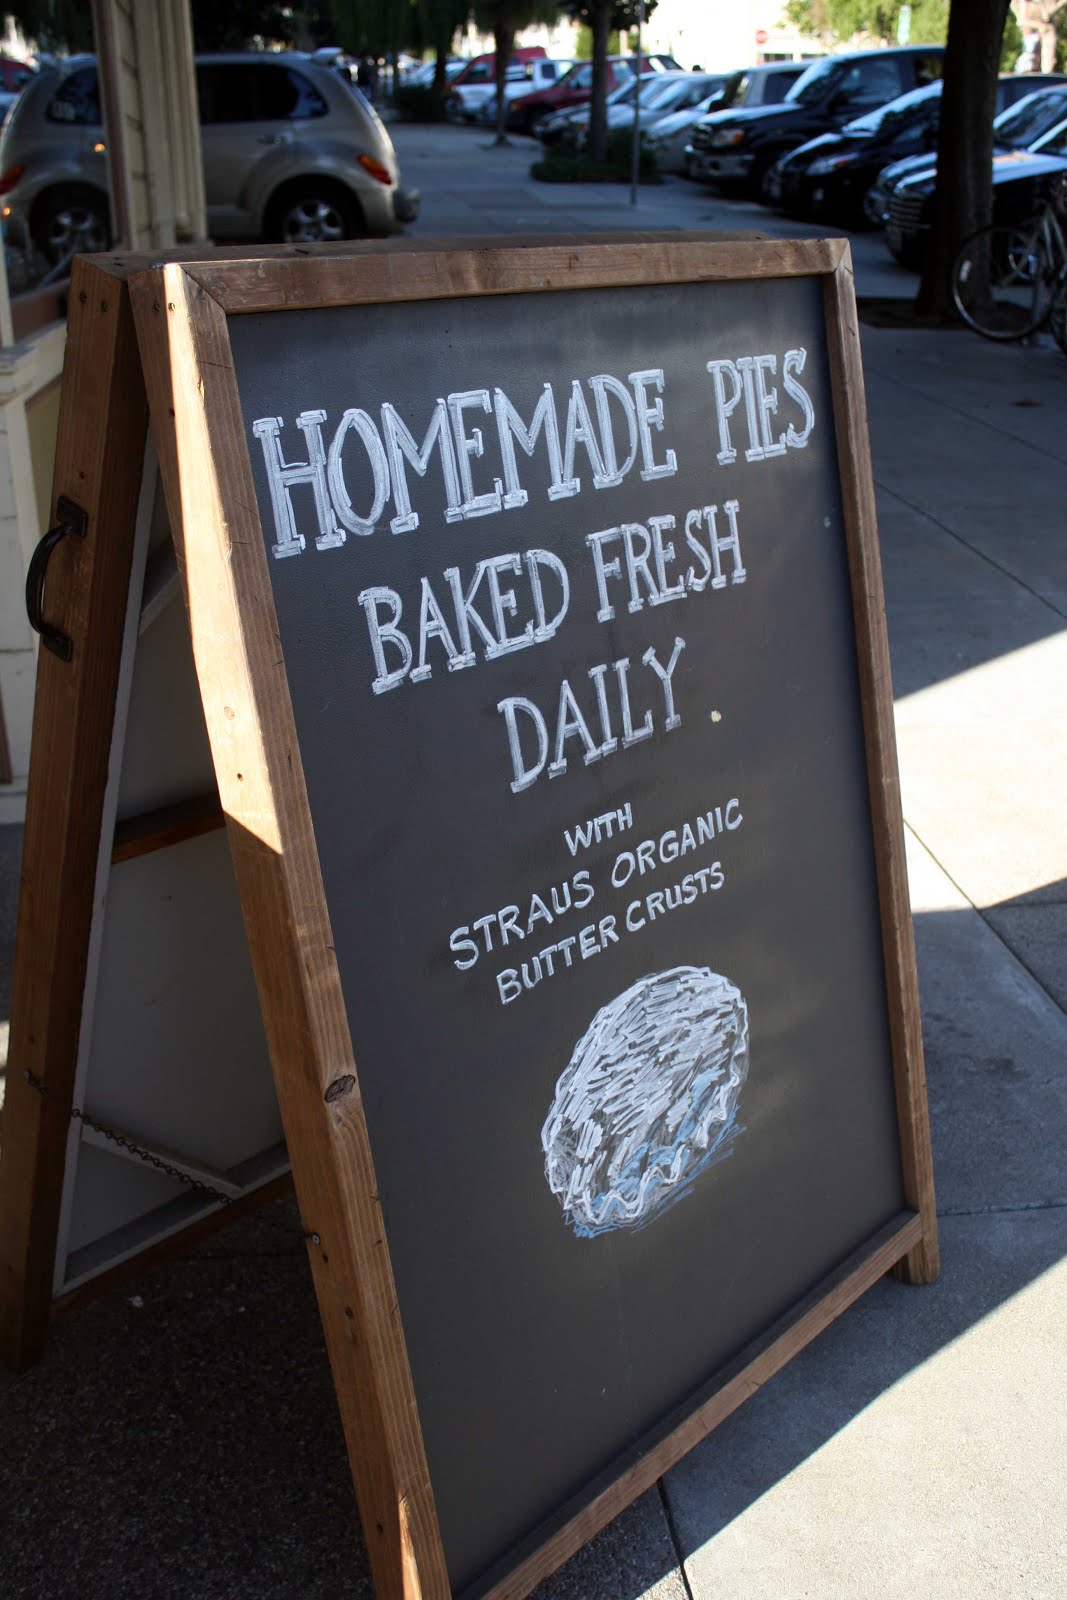 HOMEMADE PIES
BAKED FRESH
DAILY.
WITH
STRAUS ORGANIC
BUTTER CRUSTS